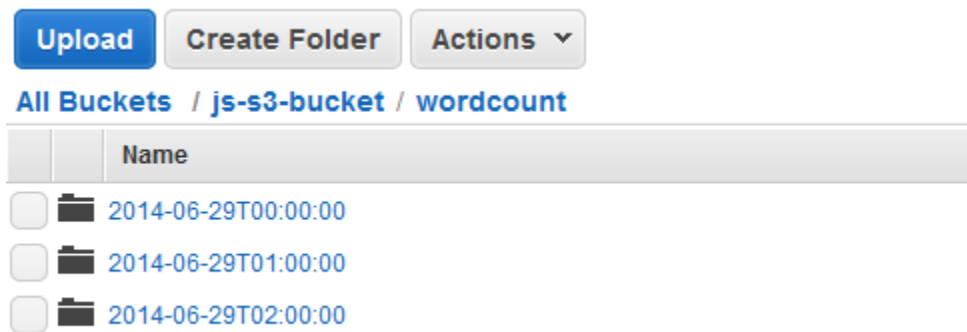 Upload Create Folder Actions
All Buckets / js-s3-bucket / wordcount
Name
2014-06-29T00:00:00
2014-06-29T01:00:00
2014-06-29T02:00:00